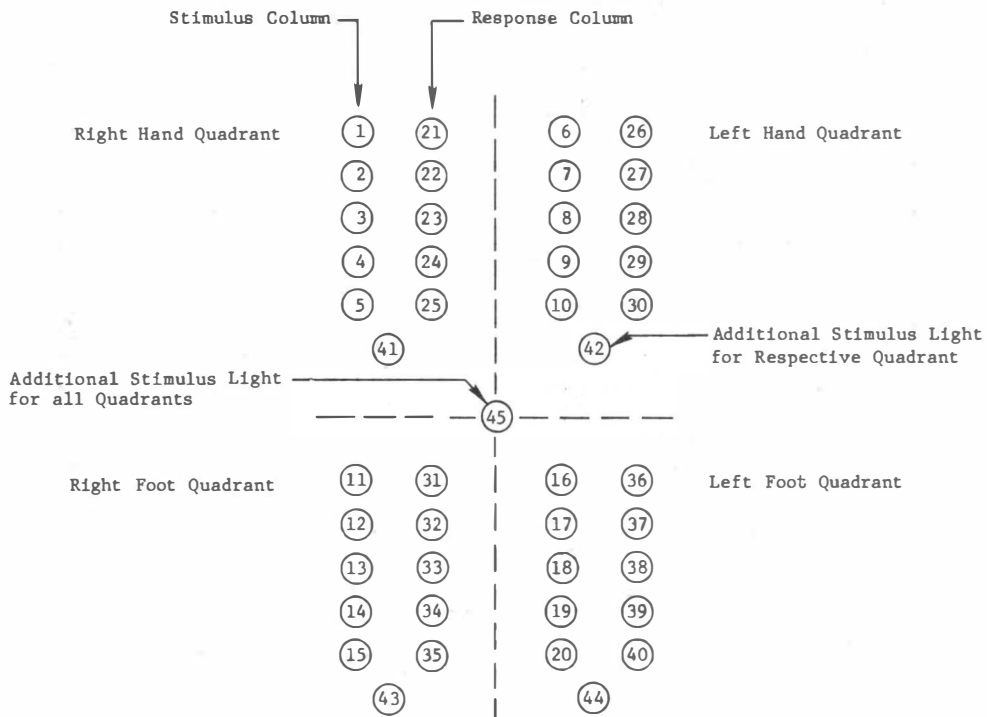 Stimulus Column Response Column
Right Hand Quadrant 1 21 6 26 Left Hand Quadrant
2 22 7 27
3 23 8 28
4 24 9 29
5 25 10 30
41 42 Additional Stimulus Light
for Respective Quadrant
Additional Stimulus Light
for all Quadrants
45
Right Foot Quadrant 11 31 16 36 Left Foot Quadrant
12 32 17 37
13 33 18 38
14 34 19 39
15 35 20 40
43 44